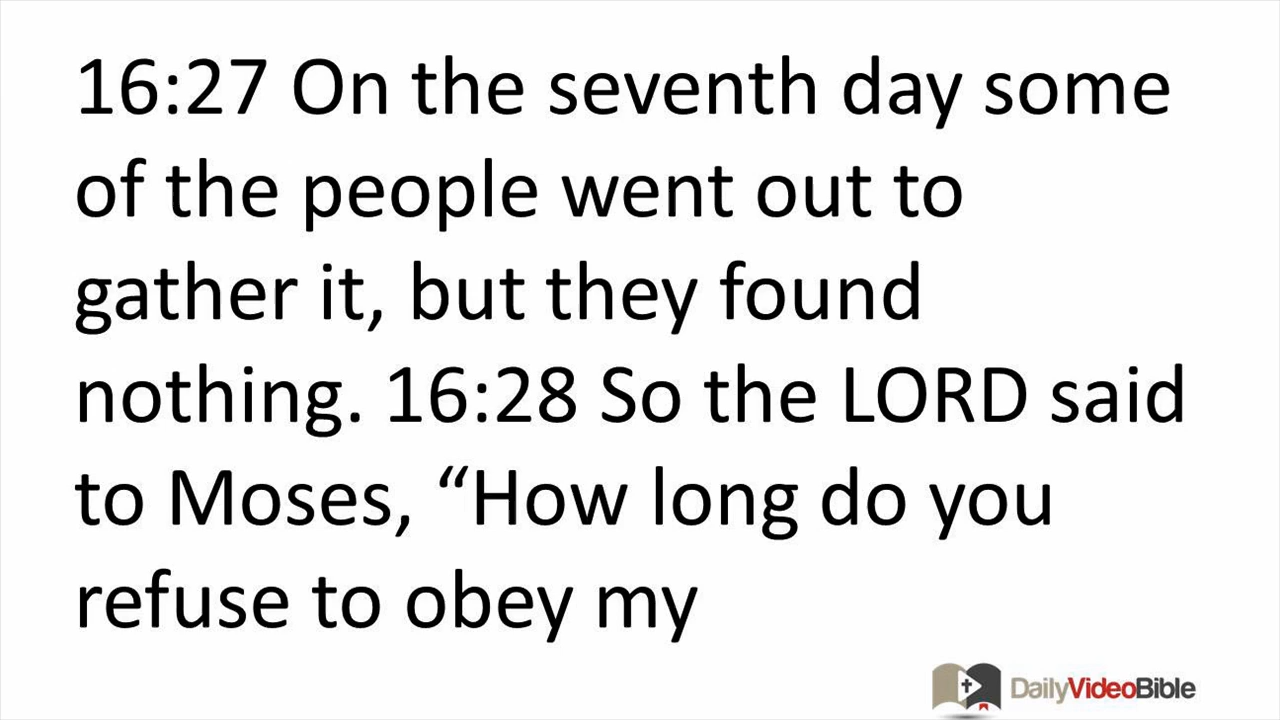 16:27 On the seventh day some
of the people went out to
gather it, but they found
nothing. 16:28 So the LORD said
to Moses, “How long do you
refuse to obey my
DailyVideoBible